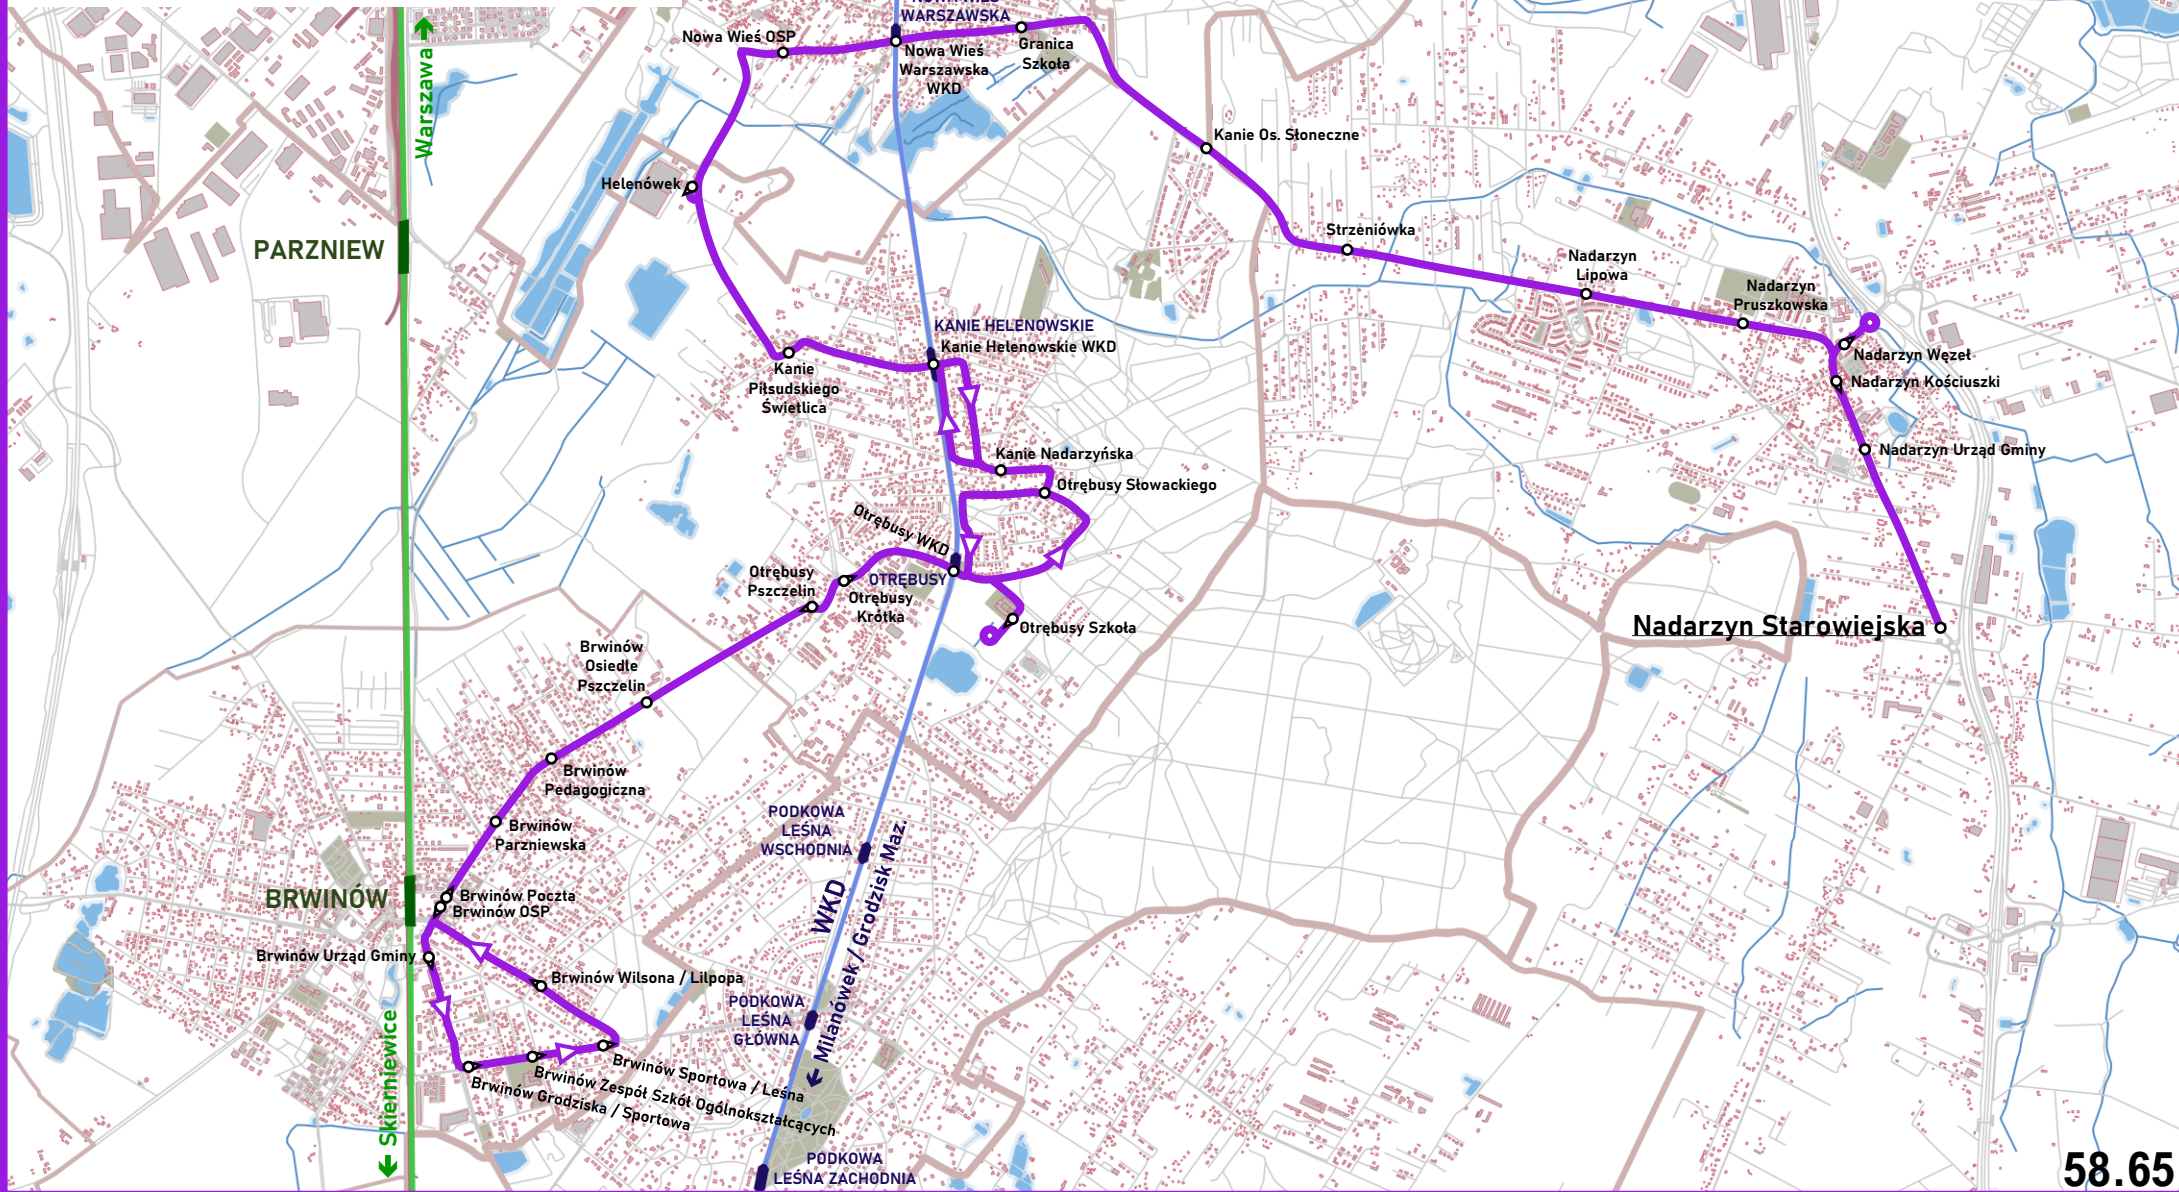 WARSZAWSKA
Nowa Wieś OSP
Nowa Wieś
Warszawska
WKD
Granica
Szkoła
Warszawa
Kanie Os. Słoneczne
Helenówek
PARZNIEW
Strzeniówka
Nadarzyn
Lipowa
Nadarzyn
Pruszkowska
KANIE HELENOWSKIE
Kanie Helenowskie WKD
Nadarzyn Węzeł
Nadarzyn Kościuszki
Kanie
Piłsudskiego
Świetlica
Kanie Nadarzyńska
Nadarzyn Urząd Gminy
Otrębusy Słowackiego
Otrębusy WKD
OTRĘBUSY
Otrębusy
Pszczelin
Otrębusy
Krótka
Otrębusy Szkoła
Nadarzyn Starowiejska
Brwinów
Osiedle
Pszczelin
Brwinów
Pedagogiczna
Brwinów
Parzniewska
PODKOWA
LEŚNA
WSCHODNIA
BRWINÓW
Brwinów Poczta
Brwinów OSP
WKD
Milanówek / Grodzisk Maz.
Brwinów Urząd Gminy
Brwinów Wilsona / Lilpopa
PODKOWA
LEŚNA
GŁÓWNA
Skierniewice
Brwinów Sportowa / Leśna
Brwinów Zespół Szkół Ogólnokształcących
Brwinów Grodziska / Sportowa
PODKOWA
LEŚNA ZACHODNIA
58.65